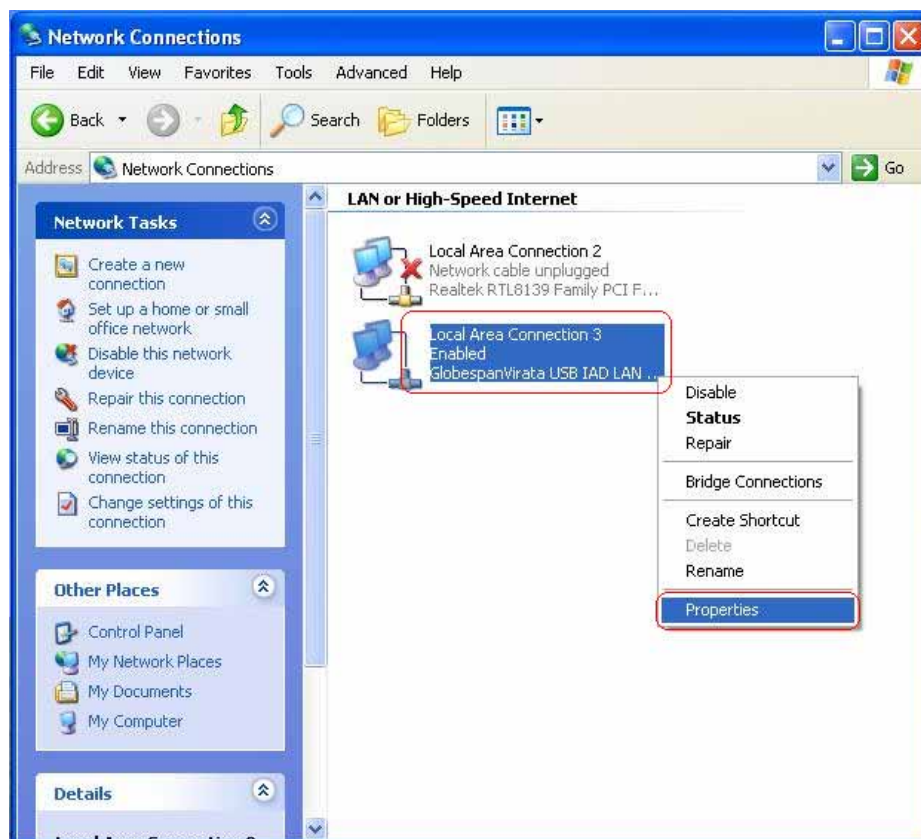 Network Connections
File Edit View Favorites Tools Advanced Help
Back Search Folders
Address Network Connections Go
Network Tasks
Create a new
connection
Set up a home or small
office network
Disable this network
device
Repair this connection
Rename this connection
View status of this
connection
Change settings of this
connection
Other Places
Control Panel
My Network Places
My Documents
My Computer
Details
LAN or High-Speed Internet
Local Area Connection 2
Network cable unplugged
Realtek RTL8139 Family PCI F...
Local Area Connection 3
Enabled
GlobespanVirata USB IAD LAN ...
Disable
Status
Repair
Bridge Connections
Create Shortcut
Delete
Rename
Properties